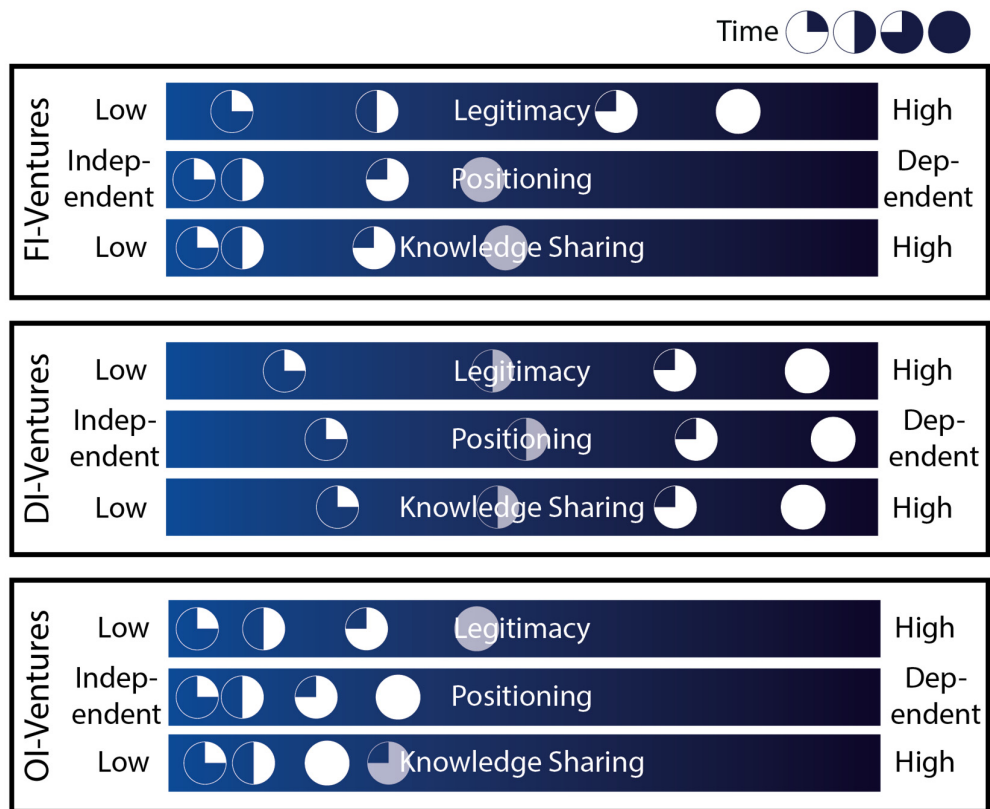 Time
FI-Ventures
Low Legitimacy High
Indep-
endent
Positioning
Dep-
endent
Low Knowledge Sharing High
DI-Ventures
Low Legitimacy High
Indep-
endent
Positioning
Dep-
endent
Low Knowledge Sharing High
OI-Ventures
Low Legitimacy High
Indep-
endent
Positioning
Dep-
endent
Low Knowledge Sharing High